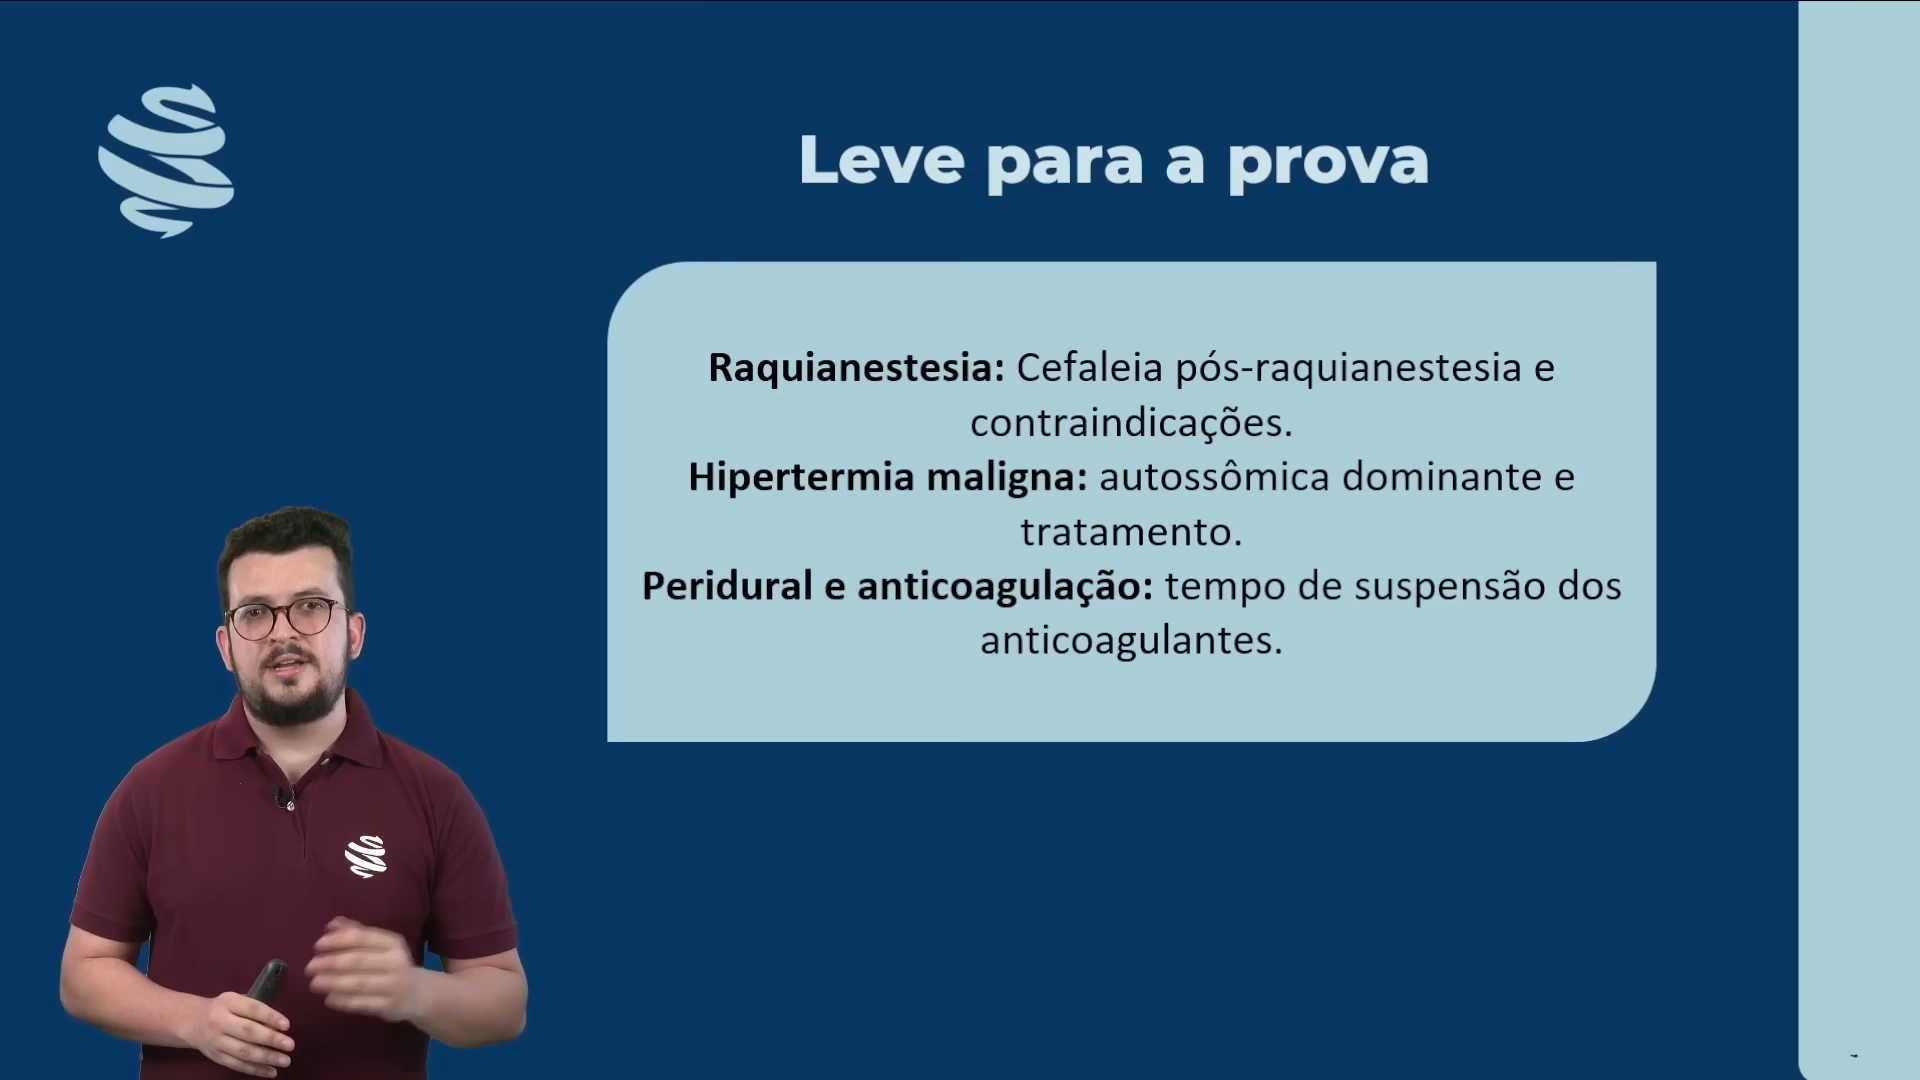 Leve para a prova
Raquianestesia: Cefaleia pós-raquianestesia e
contraindicações.
Hipertermia maligna: autossômica dominante e
tratamento.
Peridural e anticoagulação: tempo de suspensão dos
anticoagulantes.